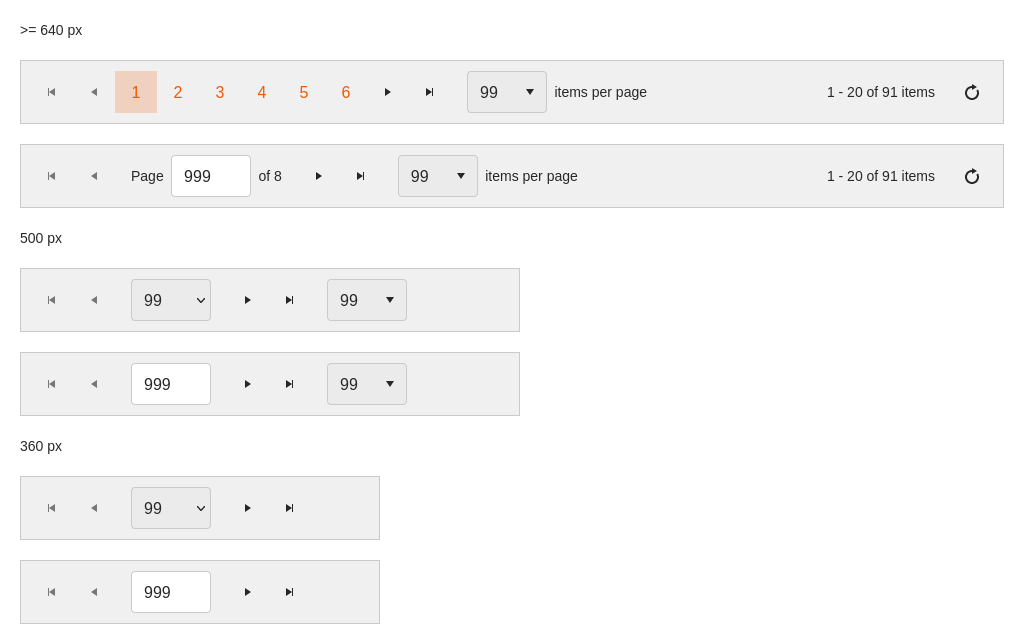 >= 640 px
1 2 3 4 5 6 99 items per page 1 - 20 of 91 items
Page 999 of 8 99 items per page 1 - 20 of 91 items
500 px
99 99
999 99
360 px
99
999